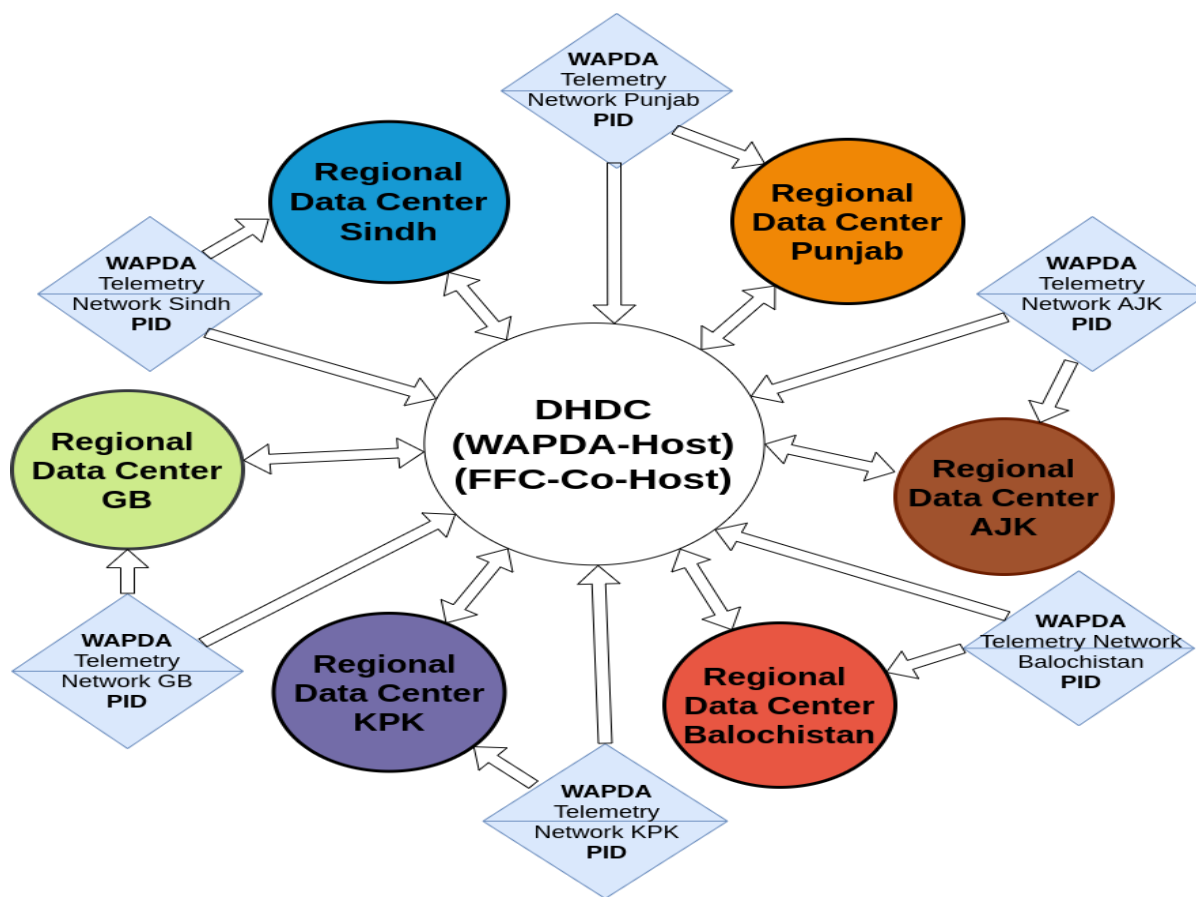 WAPDA
Telemetry
Network Punjab
PID
Regional
Data Center
Sindh
Regional
Data Center
Punjab
WAPDA
Telemetry
Network Sindh
PID
WAPDA
Telemetry
Network AJK
PID
DHDC
(WAPDA-Host)
(FFC-Co-Host)
Regional
Data Center
GB
Regional
Data Center
AJK
WAPDA
Telemetry
Network GB
PID
Regional
Data Center
KPK
Regional
Data Center
Balochistan
WAPDA
Telemetry Network
Balochistan
PID
WAPDA
Telemetry
Network KPK
PID